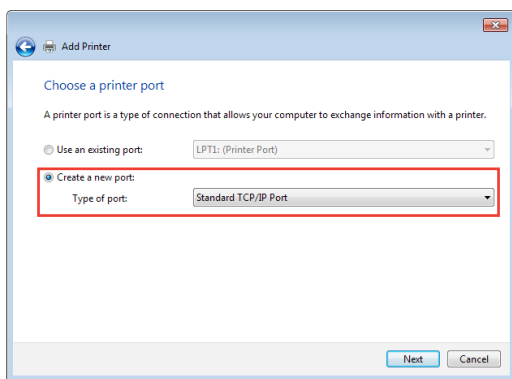 Add Printer
Choose a printer port
A printer port is a type of connection that allows your computer to exchange information with a printer.
Use an existing port: LPT1: (Printer Port)
Create a new port:
Type of port: Standard TCP/IP Port
Next Cancel